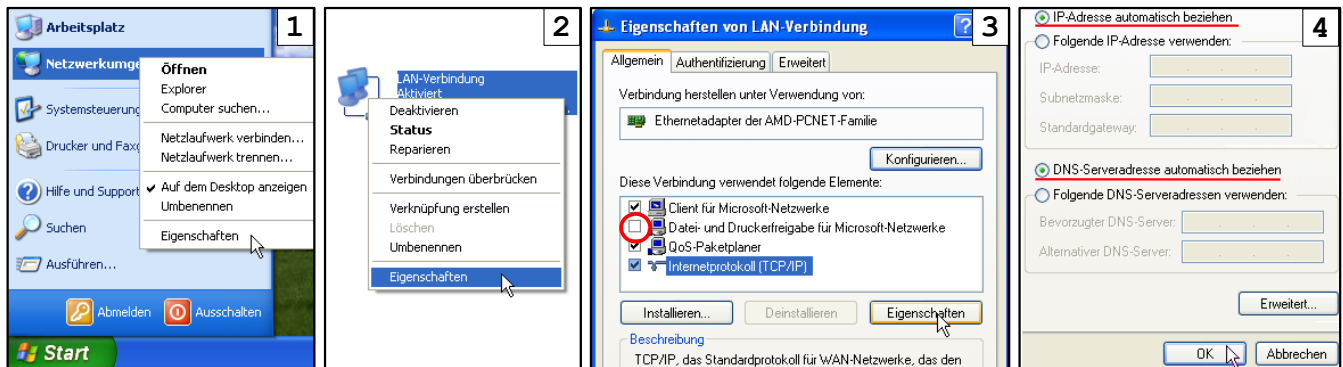 1
Arbeitsplatz
Netzwerkumge
Öffnen
Explorer
Computer suchen...
Netzlaufwerk verbinden...
Netzlaufwerk trennen...
Auf dem Desktop anzeigen
Umbenennen
Eigenschaften
Systemsteuerung
Drucker und Faxg
Hilfe und Support
Suchen
Ausführen...
Abmelden
Ausschalten
Start
2
LAN-Verbindung
Aktiviert
Deaktivieren
Status
Reparieren
Verbindungen überbrücken
Verknüpfung erstellen
Löschen
Umbenennen
Eigenschaften
3
Eigenschaften von LAN-Verbindung
?
Allgemein Authentifizierung Erweitert
Verbindung herstellen unter Verwendung von:
Ethernetadapter der AMD-PCNET-Familie
Konfigurieren...
Diese Verbindung verwendet folgende Elemente:
Client für Microsoft-Netzwerke
Datei- und Druckerfreigabe für Microsoft-Netzwerke
QoS-Paketplaner
Internetprotokoll (TCP/IP)
Installieren... Deinstallieren Eigenschaften
Beschreibung
TCP/IP, das Standardprotokoll für WAN-Netzwerke, das den
4
IP-Adresse automatisch beziehen
Folgende IP-Adresse verwenden:
IP-Adresse:
Subnetzmaske:
Standardgateway:
DNS-Serveradresse automatisch beziehen
Folgende DNS-Serveradressen verwenden:
Bevorzugter DNS-Server:
Alternativer DNS-Server:
Erweitert...
OK Abbrechen